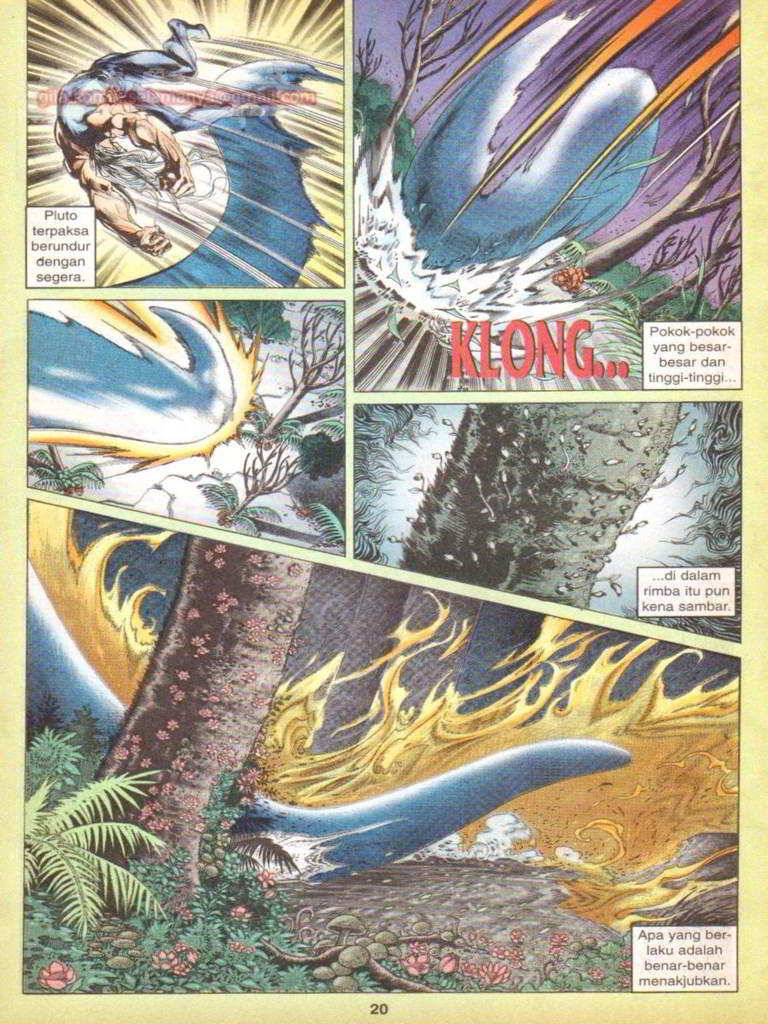 Pluto
terpaksa
berundur
dengan
segera.
KLONG...
Pokok-pokok
yang besar-
besar dan
tinggi-tinggi...
...di dalam
rimba itu pun
kena sambar.
Apa yang ber-
laku adalah
benar-benar
menakjubkan.
20